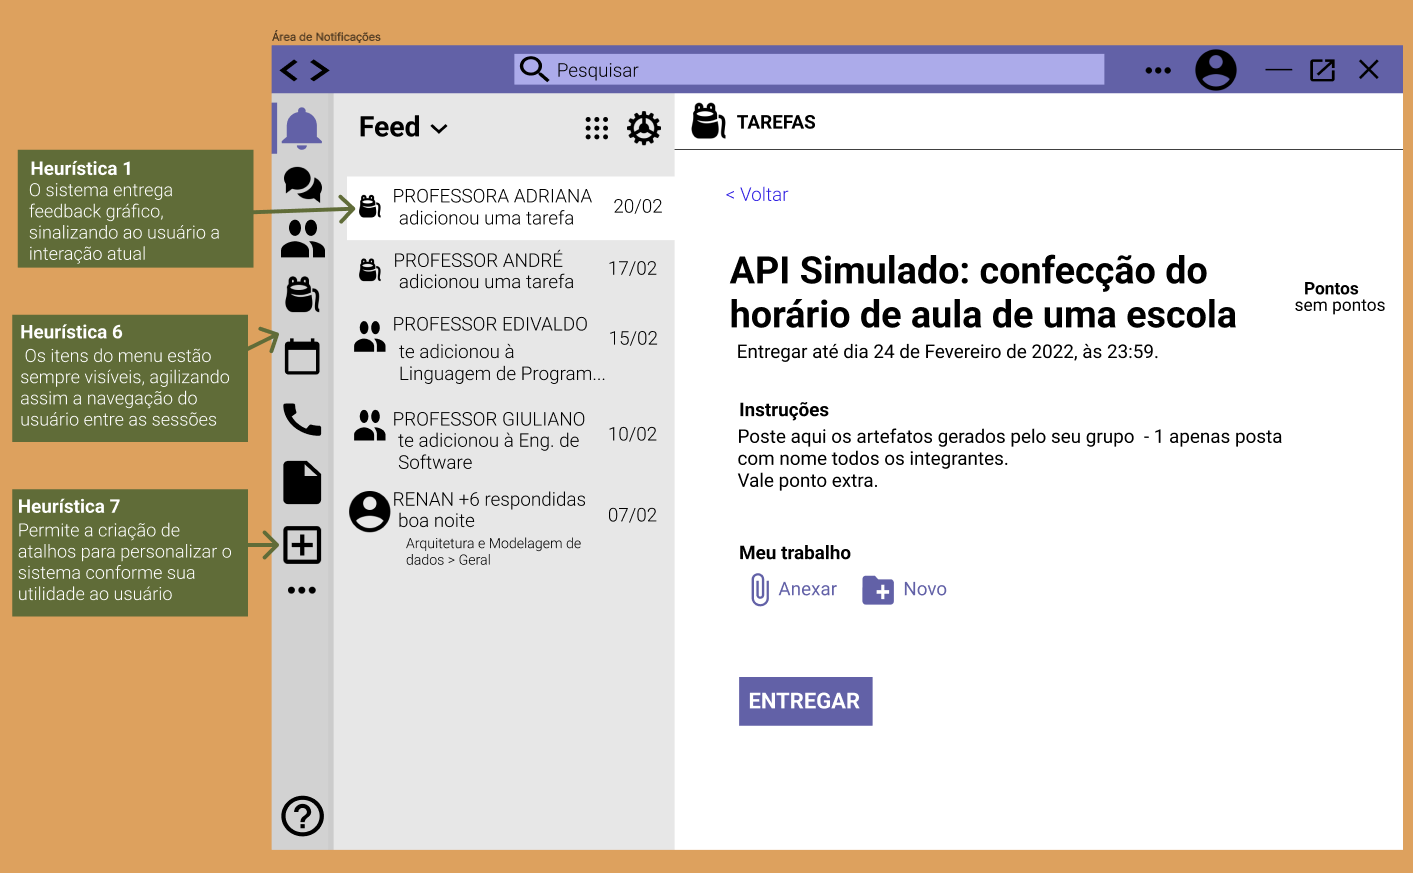 Área de Notificações
Pesquisar
Feed
TAREFAS
Heurística 1
O sistema entrega
feedback gráfico,
sinalizando ao usuário a
interação atual
Heurística 6
Os itens do menu estão
sempre visíveis, agilizando
assim a navegação do
usuário entre as sessões
Heurística 7
Permite a criação de
atalhos para personalizar o
sistema conforme sua
utilidade ao usuário
PROFESSORA ADRIANA
adicionou uma tarefa
20/02
PROFESSOR ANDRÉ
adicionou uma tarefa
17/02
PROFESSOR EDIVALDO
te adicionou à
Linguagem de Program...
15/02
PROFESSOR GIULIANO
te adicionou à Eng. de
Software
10/02
RENAN +6 respondidas
boa noite
07/02
Arquitetura e Modelagem de
dados > Geral
< Voltar
API Simulado: confecção do
horário de aula de uma escola
Pontos
sem pontos
Entregar até dia 24 de Fevereiro de 2022, às 23:59.
Instruções
Poste aqui os artefatos gerados pelo seu grupo - 1 apenas posta
com nome todos os integrantes.
Vale ponto extra.
Meu trabalho
Anexar
Novo
ENTREGAR